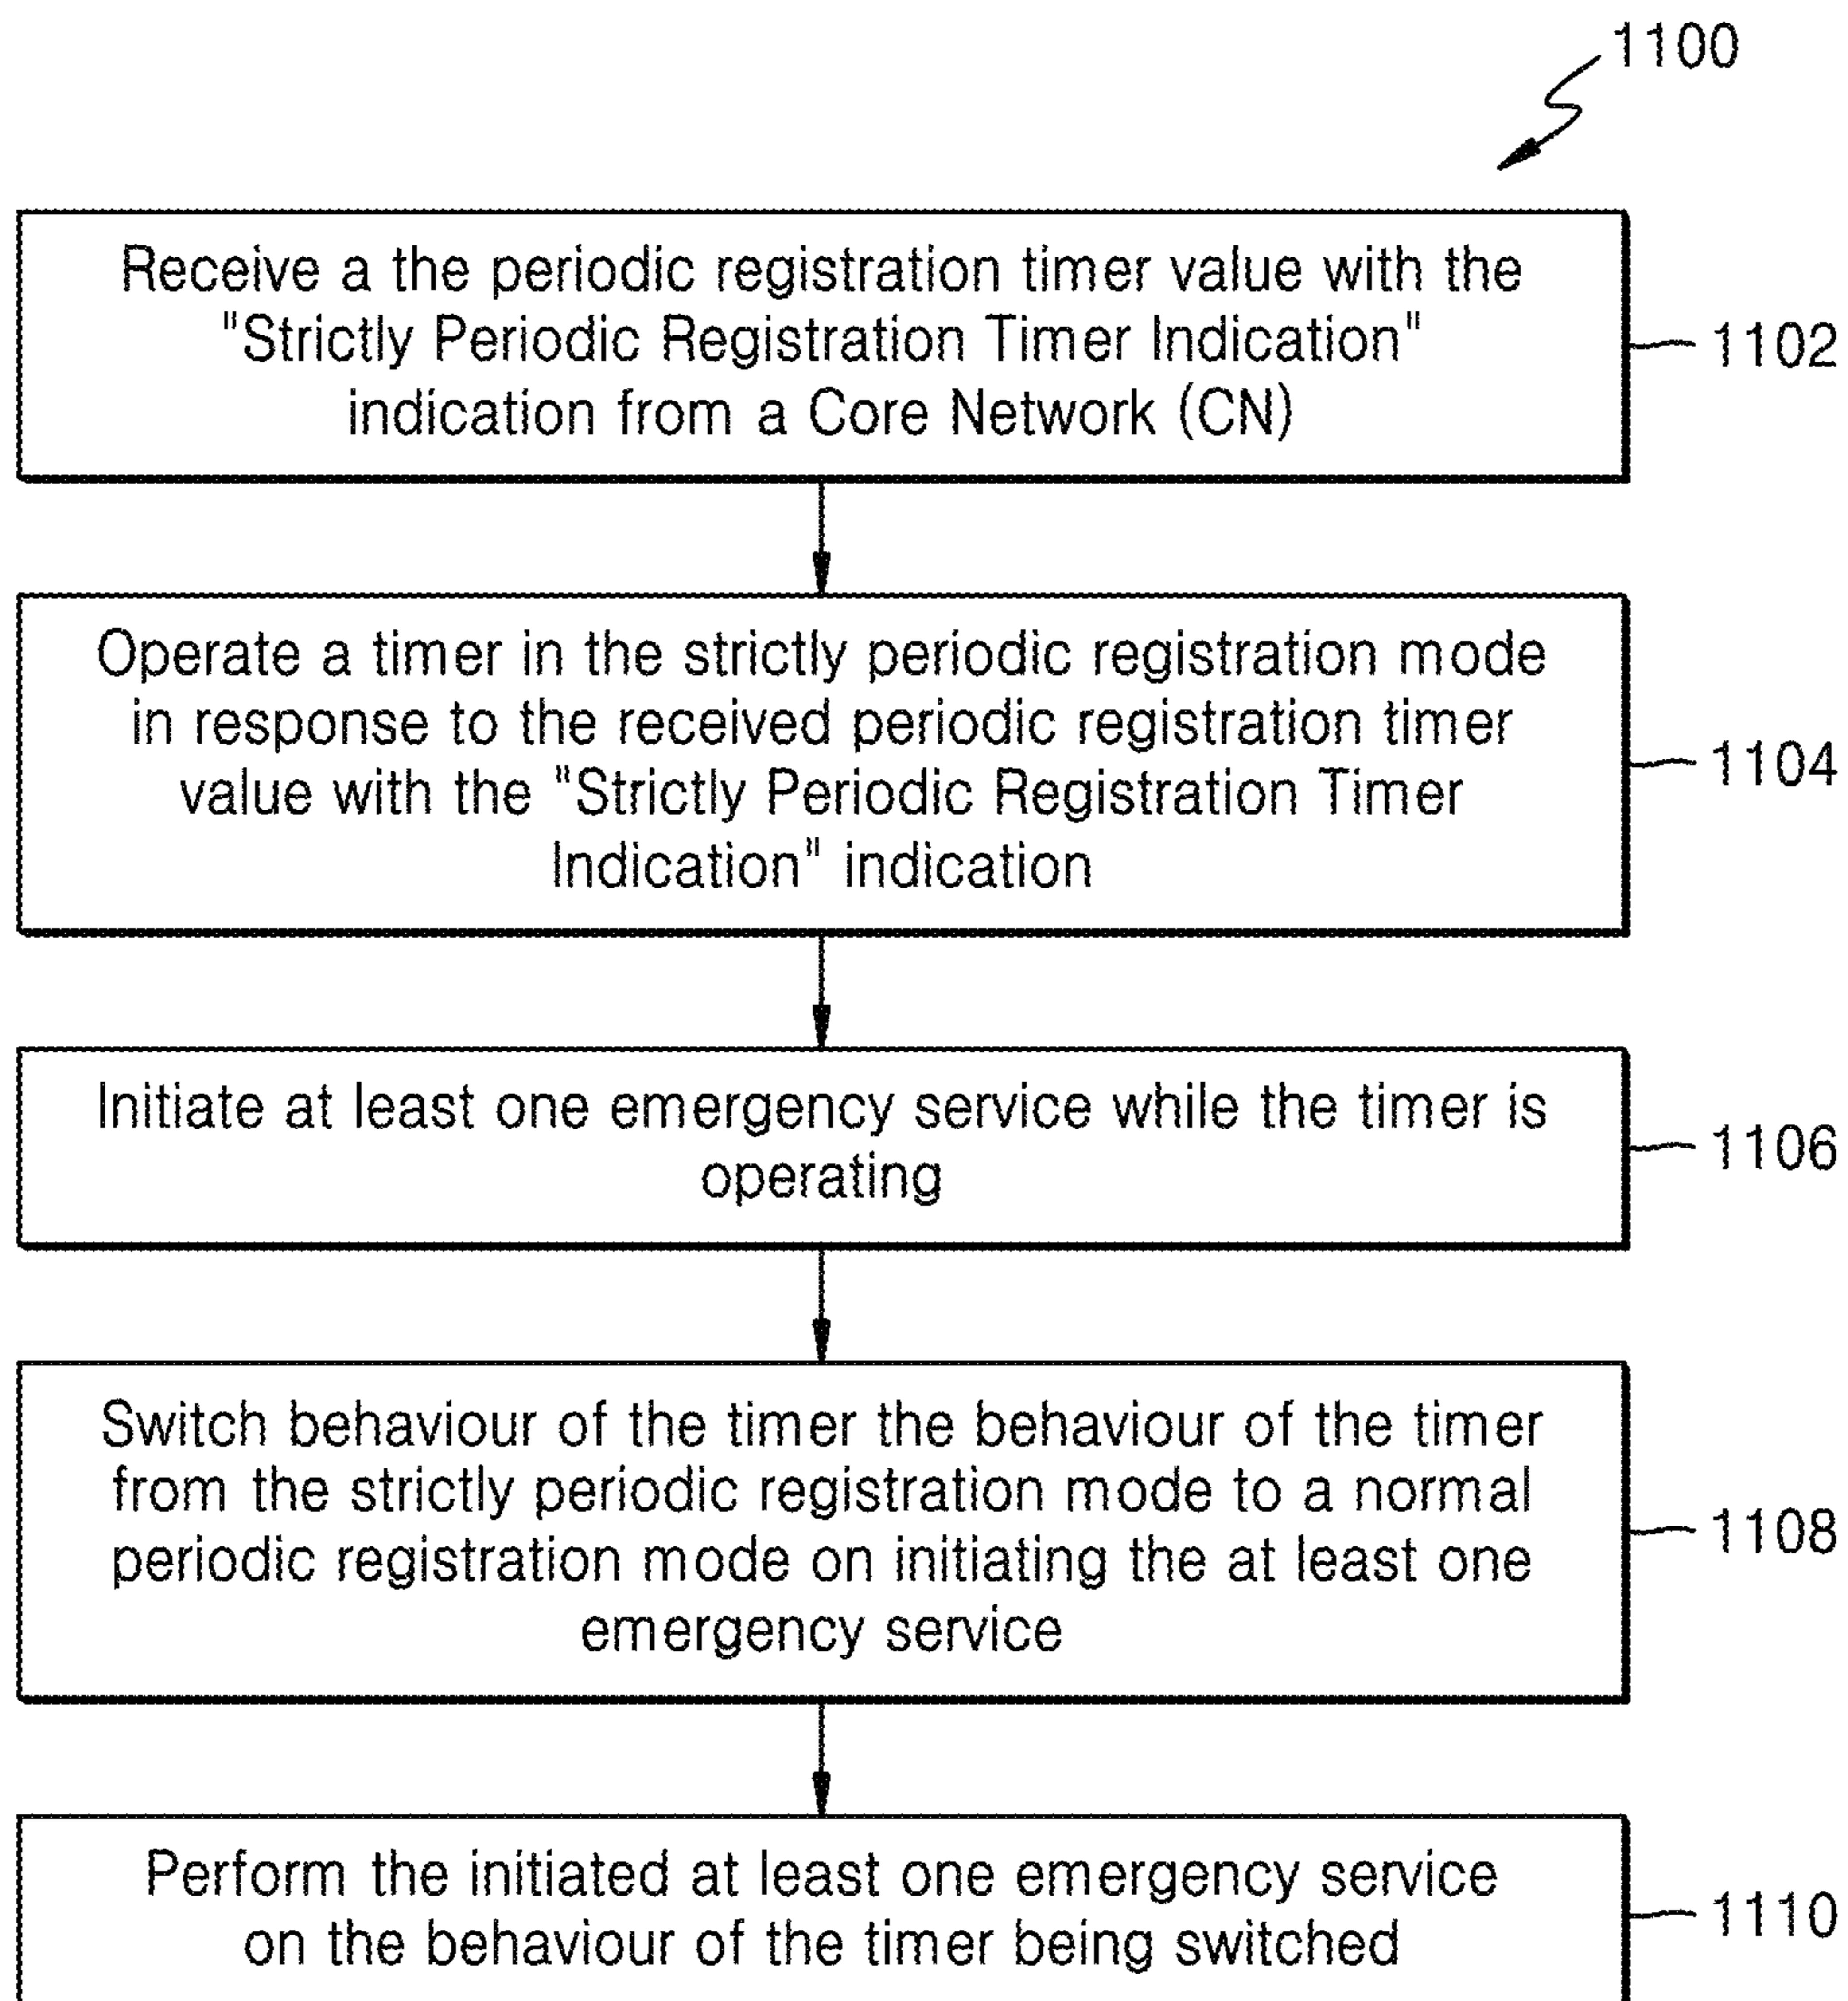 1100
Receive a the periodic registration timer value with the
"Strictly Periodic Registration Timer Indication"
indication from a Core Network (CN)
1102
Operate a timer in the strictly periodic registration mode
in response to the received periodic registration timer
value with the "Strictly Periodic Registration Timer
Indication" indication
1104
Initiate at least one emergency service while the timer is
operating
1106
Switch behaviour of the timer the behaviour of the timer
from the strictly periodic registration mode to a normal
periodic registration mode on initiating the at least one
emergency service
1108
Perform the initiated at least one emergency service
on the behaviour of the timer being switched
1110